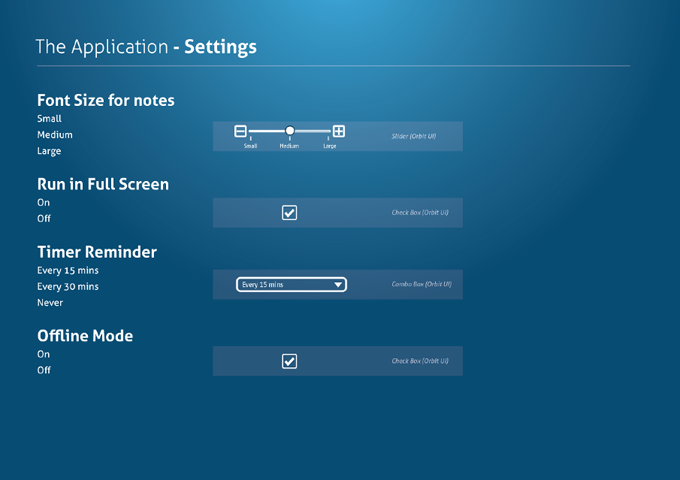 The Application - Settings
Font Size for notes
Small
Medium
Large
Small Medium Large
Slider (Orbit UI)
Run in Full Screen
On
Off
Check Box (Orbit UI)
Timer Reminder
Every 15 mins
Every 30 mins
Never
Every 15 mins
Combo Box (Orbit UI)
Offline Mode
On
Off
Check Box (Orbit UI)